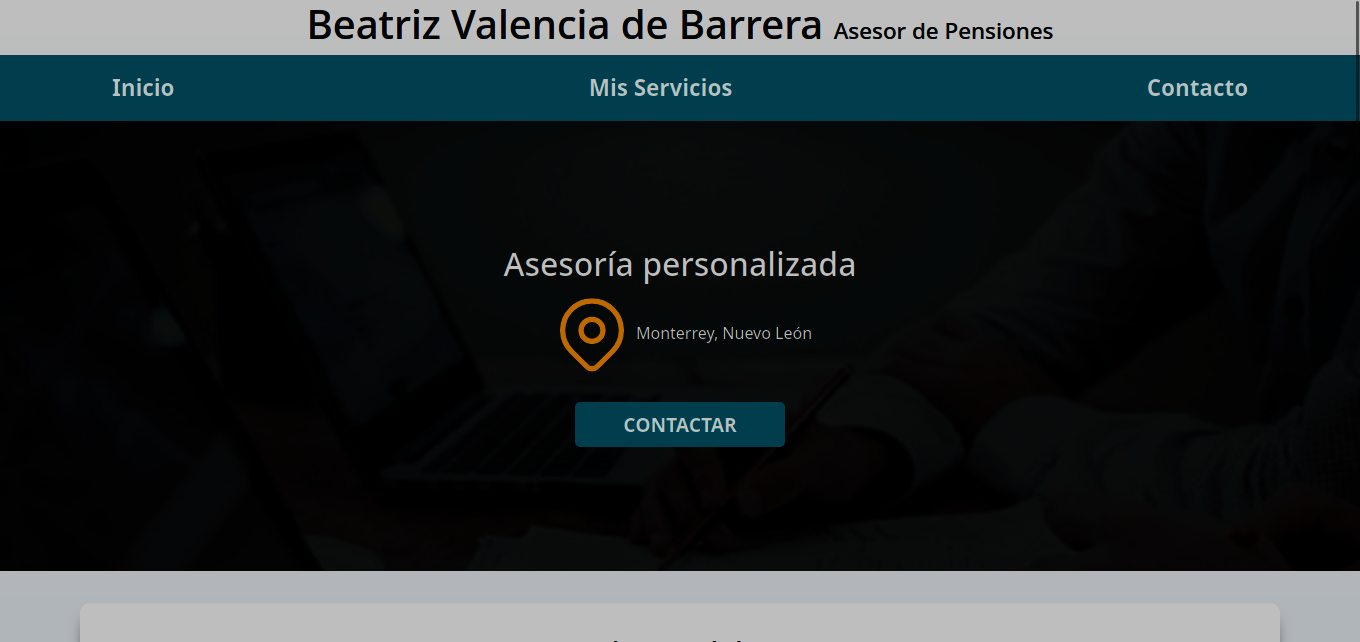 Beatriz Valencia de Barrera Asesor de Pensiones
Inicio Mis Servicios Contacto
Asesoría personalizada
Monterrey, Nuevo León
CONTACTAR